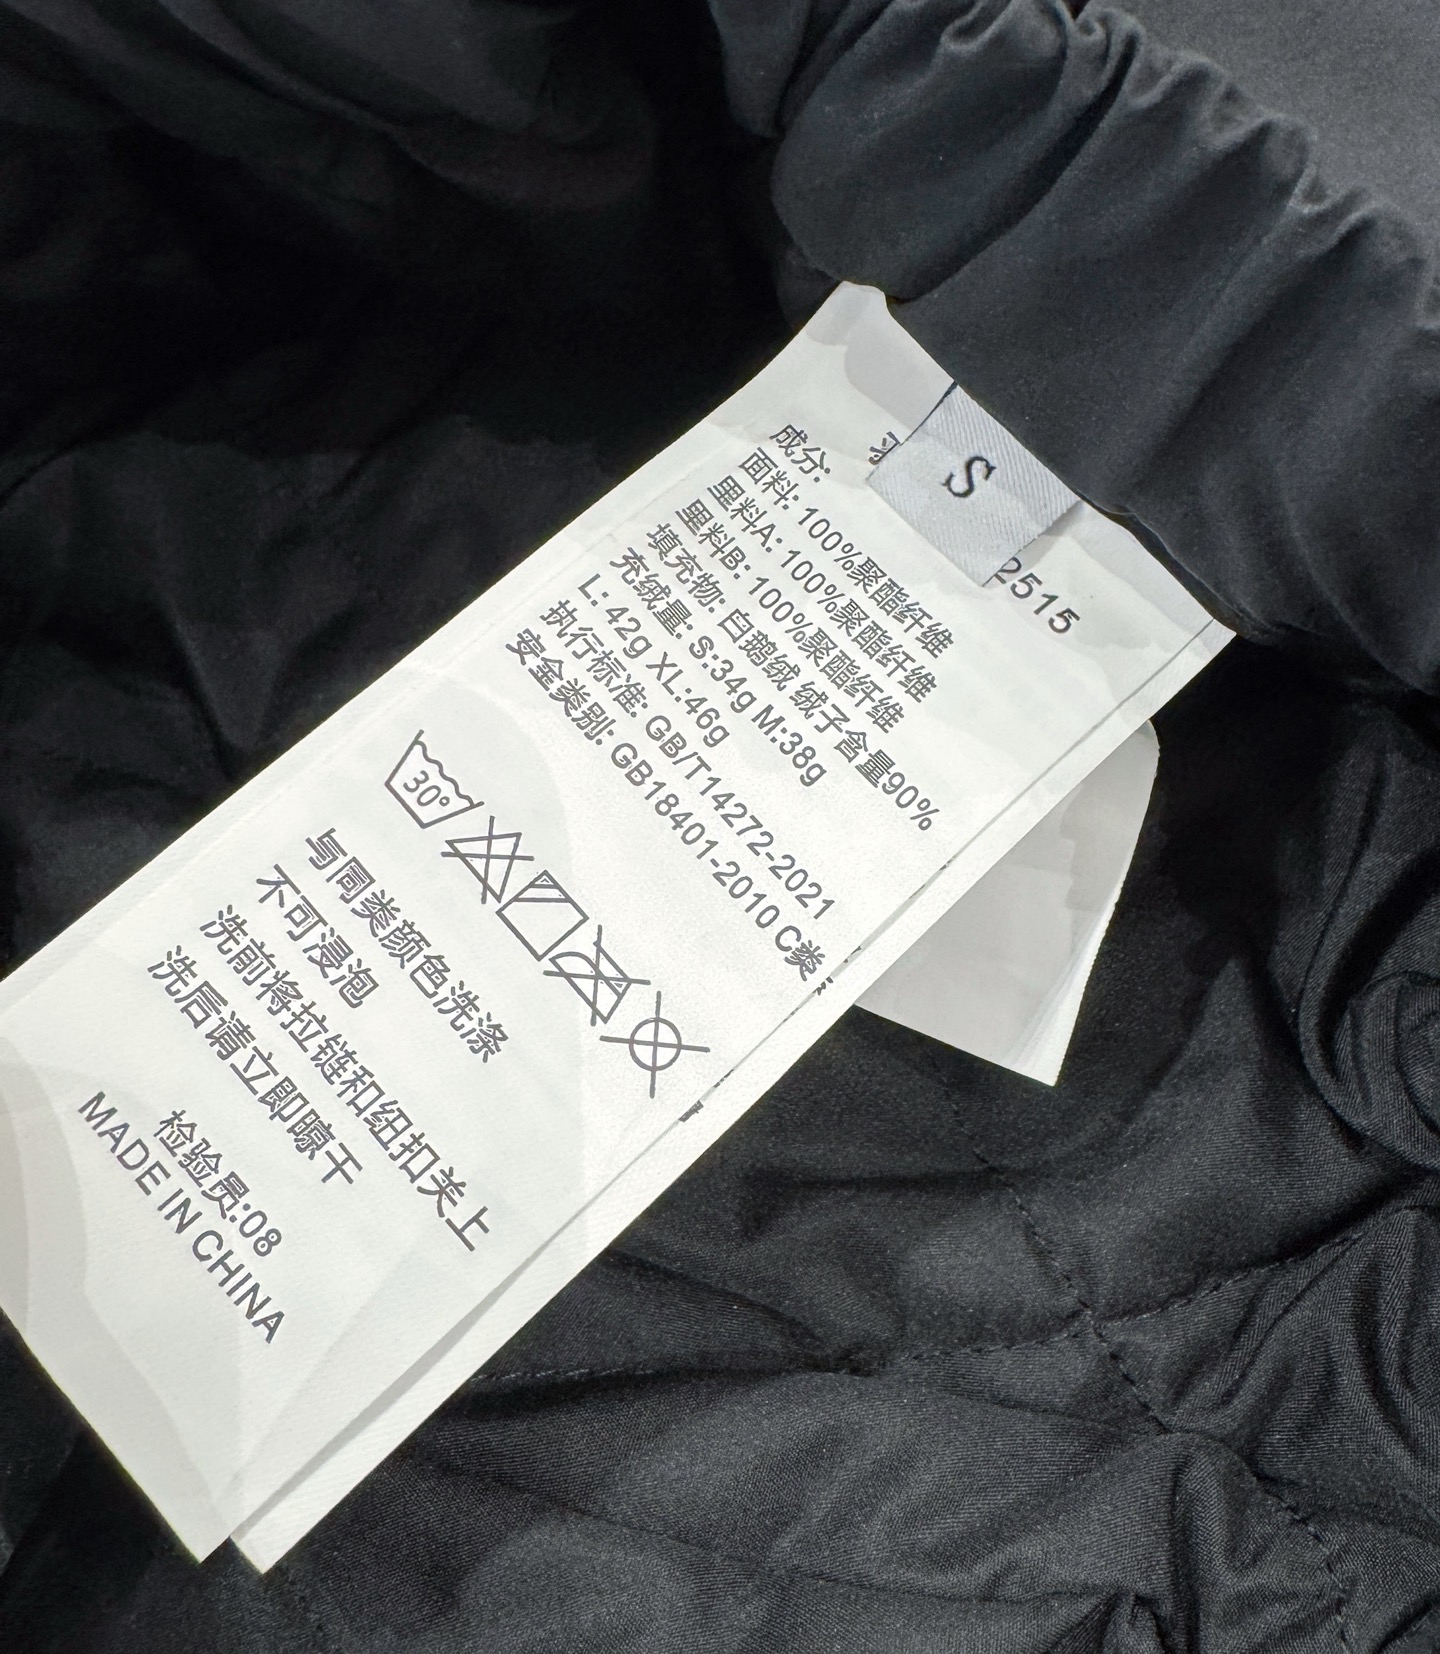 S
2515
成分:
面料: 100%聚酯纤维
里料A: 100%聚酯纤维
里料B: 100%聚酯纤维
填充物: 白鹅绒 绒子含量90%
充绒量: S:34g M:38g
L: 42g XL:46g
执行标准: GB/T14272-2021
安全类别: GB18401-2010 C类
30°
与同类颜色洗涤
不可浸泡
洗前将拉链和纽扣关上
洗后请立即晾干
检验员:08
MADE IN CHINA